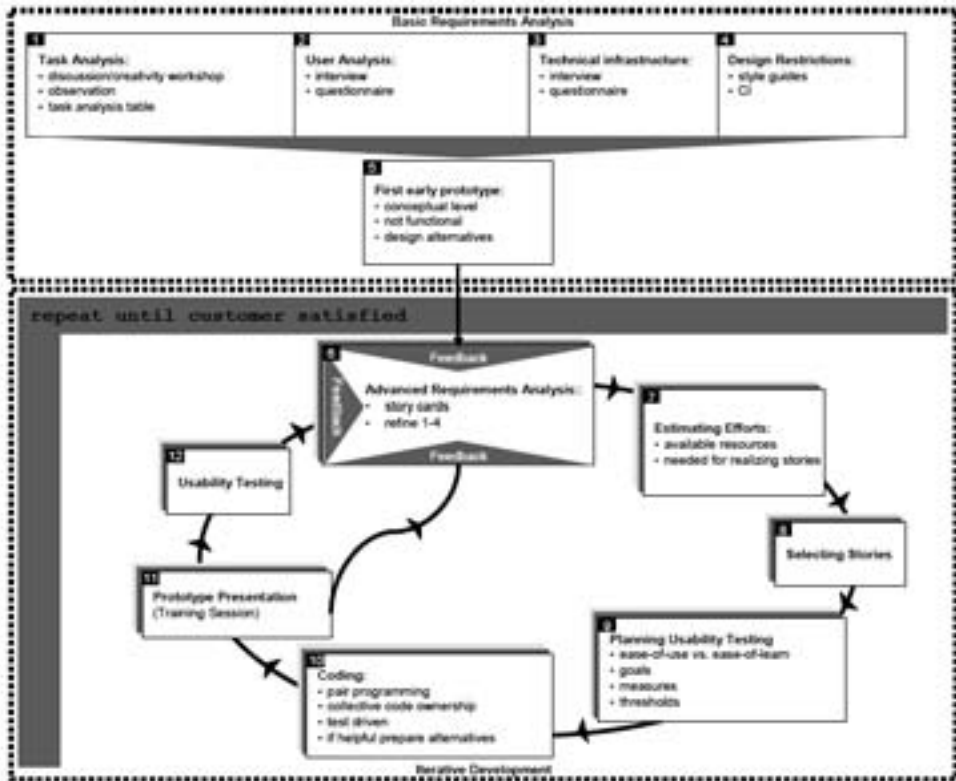 Basic Requirements Analysis
1
Task Analysis:
• discussion/creativity workshop
• observation
• task analysis table
2
User Analysis:
• interview
• questionnaire
3
Technical infrastructure:
• interview
• questionnaire
4
Design Restrictions:
• style guides
• CI
5
First early prototype:
• conceptual level
• not functional
• design alternatives
repeat until customer satisfied
6
Feedback
Feedback
Advanced Requirements Analysis:
• story cards
• refine 1-4
Feedback
7
Estimating Efforts:
• available resources
• needed for realizing stories
8
Selecting Stories
9
Planning Usability Testing
• ease-of-use vs. ease-of-learn
• goals
• measures
• thresholds
10
Coding:
• pair programming
• collective code ownership
• test driven
• if helpful prepare alternatives
11
Prototype Presentation
(Training Session)
12
Usability Testing
Iterative Development